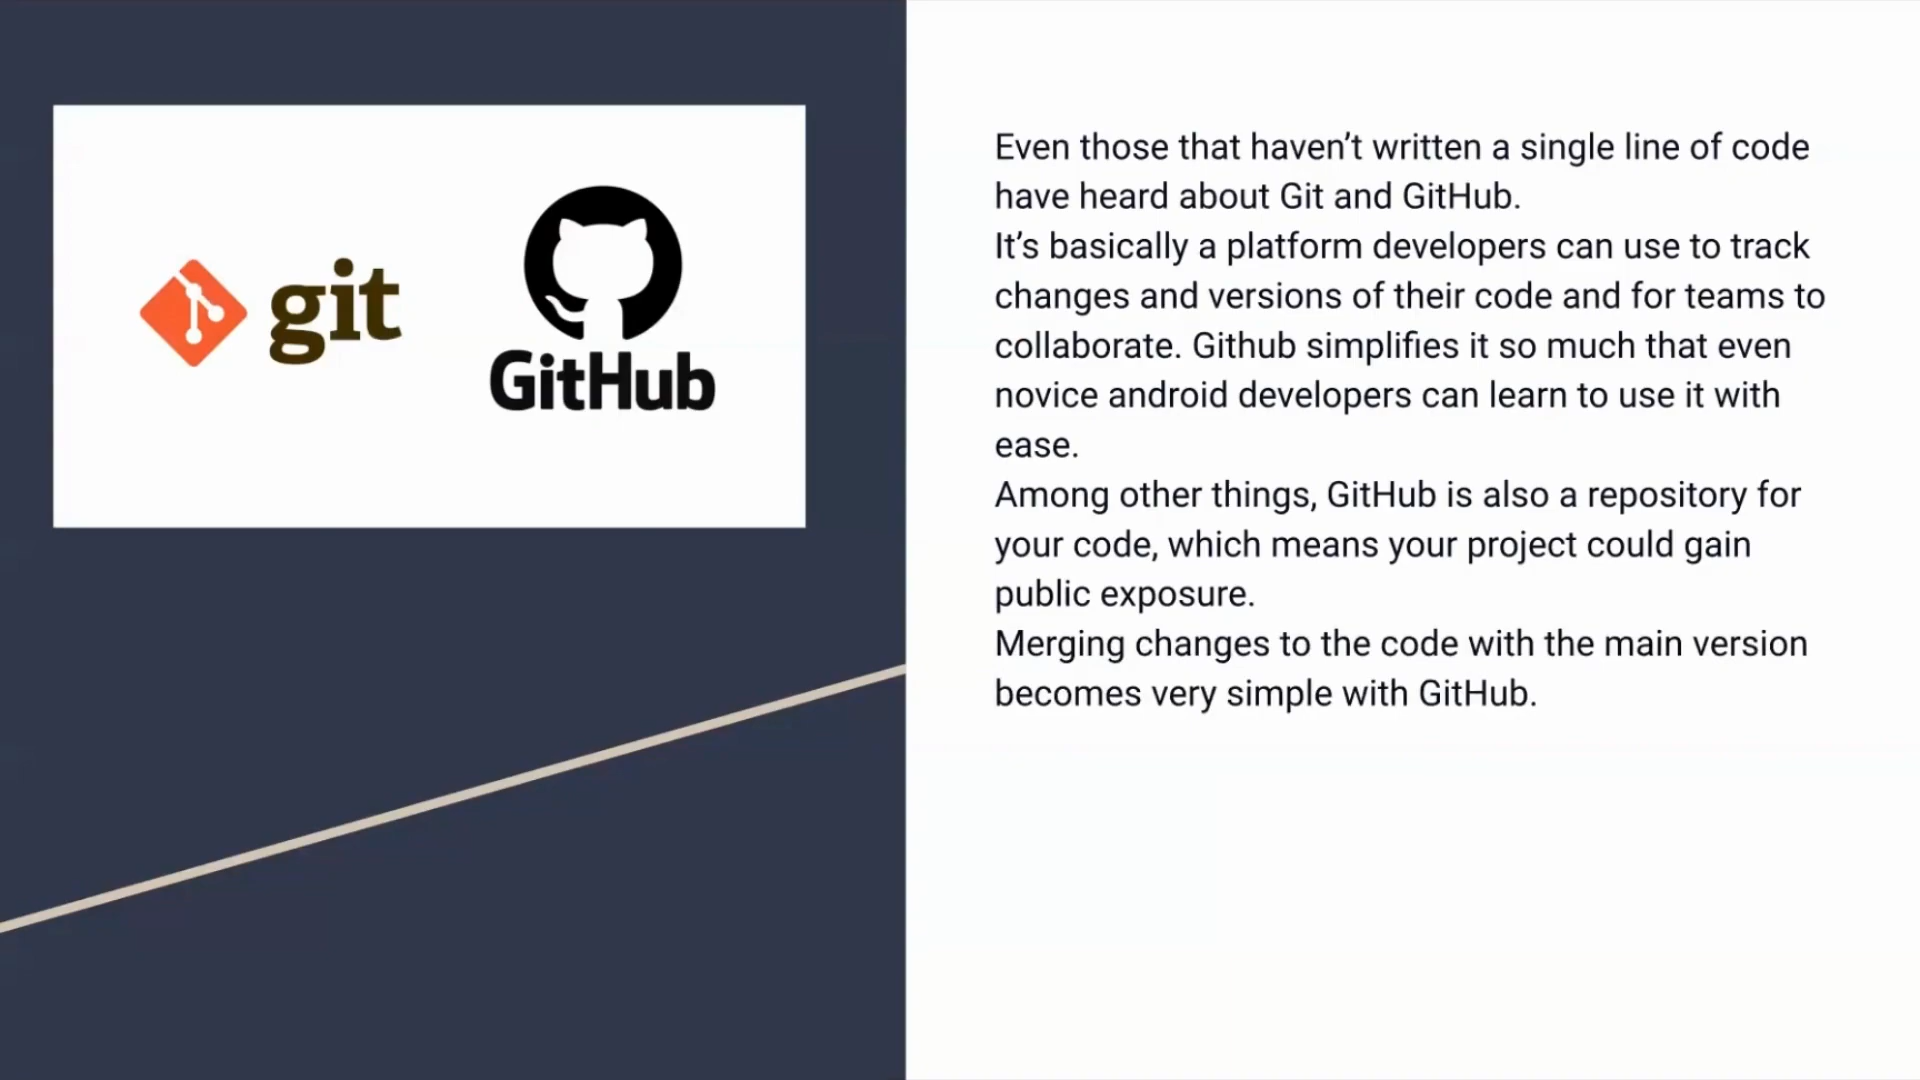 git
GitHub
Even those that haven’t written a single line of code
have heard about Git and GitHub.
It’s basically a platform developers can use to track
changes and versions of their code and for teams to
collaborate. Github simplifies it so much that even
novice android developers can learn to use it with
ease.
Among other things, GitHub is also a repository for
your code, which means your project could gain
public exposure.
Merging changes to the code with the main version
becomes very simple with GitHub.